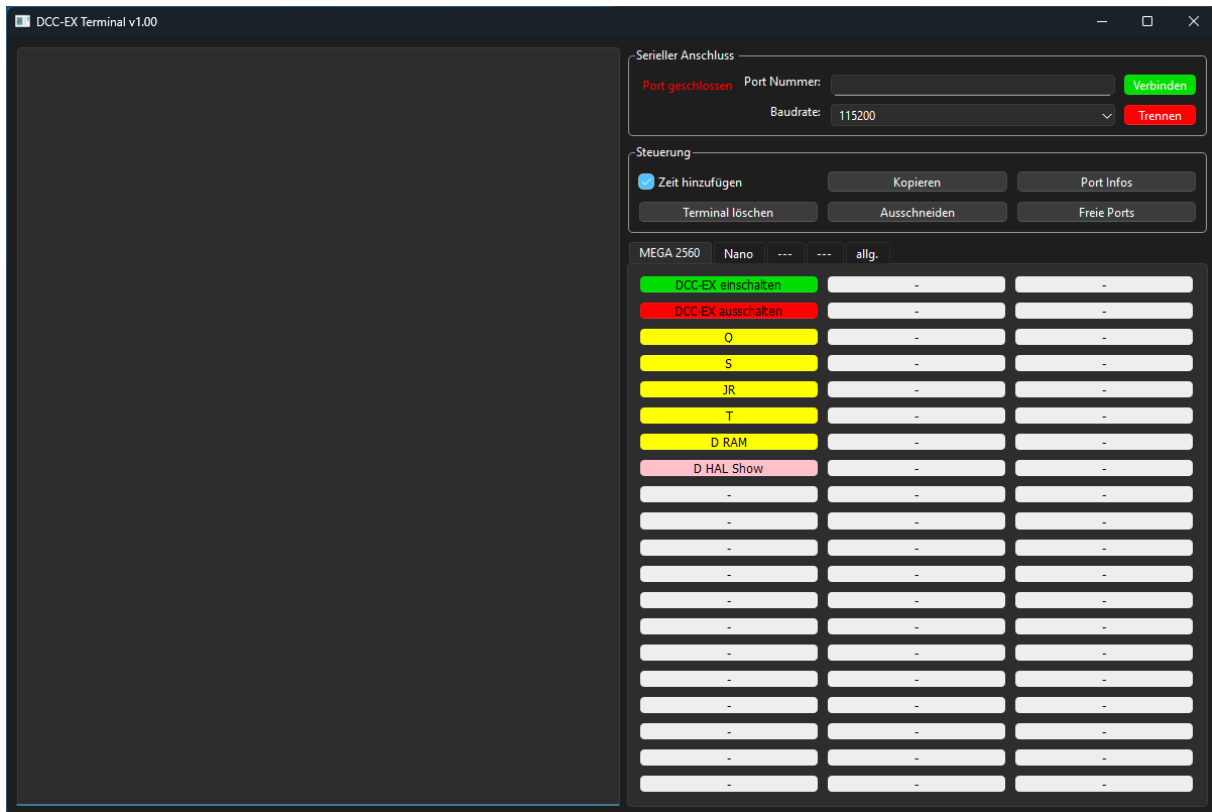 DCC-EX Terminal v1.00
Serieller Anschluss
Port geschlossen Port Nummer: Verbinden
Baudrate: 115200 Trennen
Steuerung
Zeit hinzufügen Kopieren Port Infos
Terminal löschen Ausschneiden Freie Ports
MEGA 2560 Nano --- --- allg.
DCC-EX einschalten - -
DCC-EX ausschalten - -
Q - -
S - -
JR - -
T - -
D RAM - -
D HAL Show - -
- - -
- - -
- - -
- - -
- - -
- - -
- - -
- - -
- - -
- - -
- - -
- - -